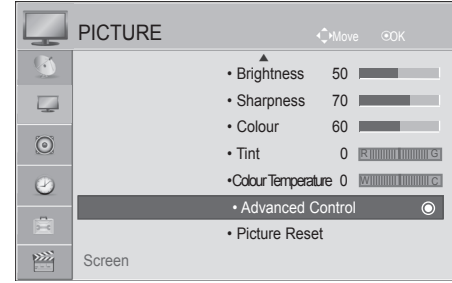 PICTURE Move OK
• Brightness 50
• Sharpness 70
• Colour 60
• Tint 0 R G
•Colour Temperature 0 W C
• Advanced Control
• Picture Reset
Screen